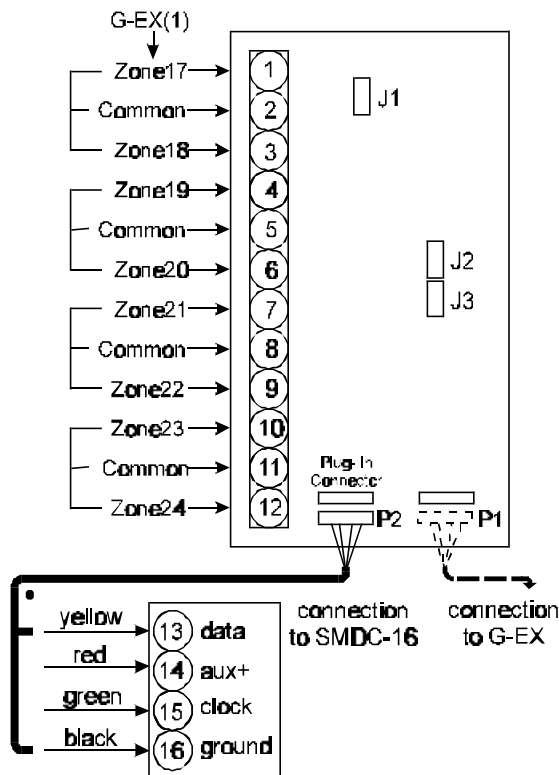 G-EX(1)
Zone17 1
Common 2
Zone18 3
Zone19 4
Common 5
Zone20 6
Zone21 7
Common 8
Zone22 9
Zone23 10
Common 11
Zone24 12
J1
J2
J3
Plug-In
Connector
P2
P1
connection
to SMDC-16
connection
to G-EX
yellow 13 data
red 14 aux+
green 15 clock
black 16 ground